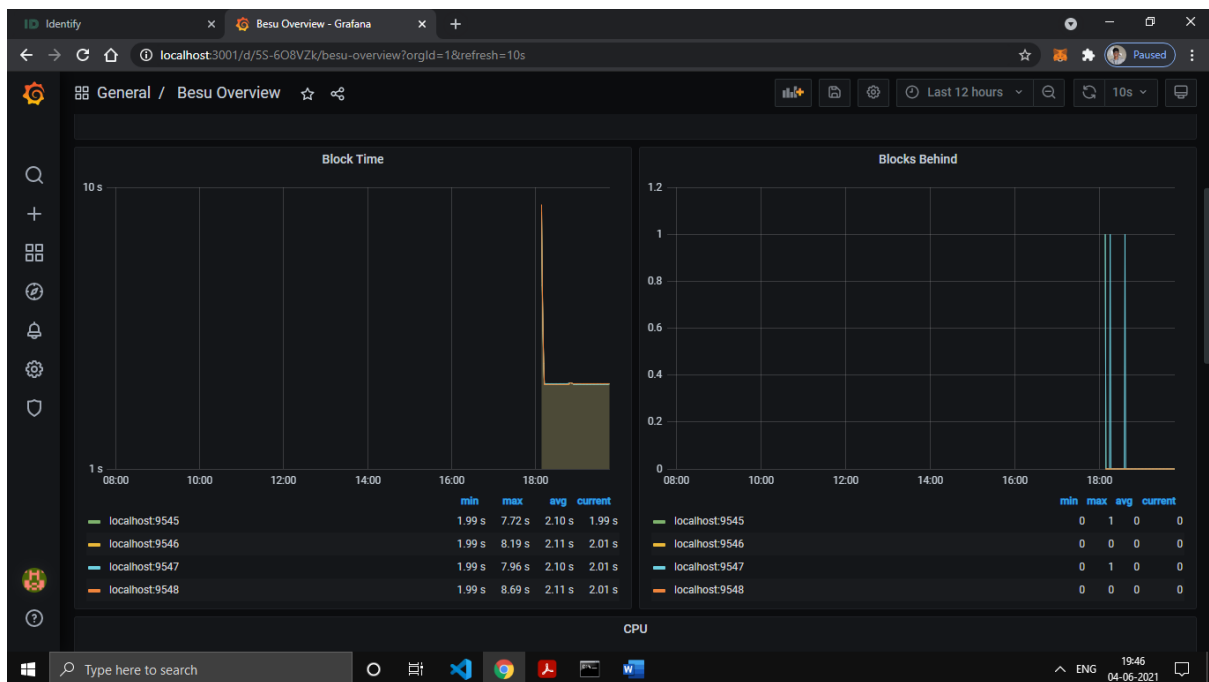 Identify
Besu Overview - Grafana
localhost:3001/d/5S-6O8VZk/besu-overview?orgId=1&refresh=10s
Paused
General / Besu Overview
Last 12 hours
10s
Block Time
10 s
1 s
08:00 10:00 12:00 14:00 16:00 18:00
min max avg current
localhost:9545 1.99 s 7.72 s 2.10 s 1.99 s
localhost:9546 1.99 s 8.19 s 2.11 s 2.01 s
localhost:9547 1.99 s 7.96 s 2.10 s 2.01 s
localhost:9548 1.99 s 8.69 s 2.11 s 2.01 s
Blocks Behind
1.2
1
0.8
0.6
0.4
0.2
0
08:00 10:00 12:00 14:00 16:00 18:00
min max avg current
localhost:9545 0 1 0 0
localhost:9546 0 0 0 0
localhost:9547 0 1 0 0
localhost:9548 0 0 0 0
CPU
Type here to search
ENG
19:46
04-06-2021